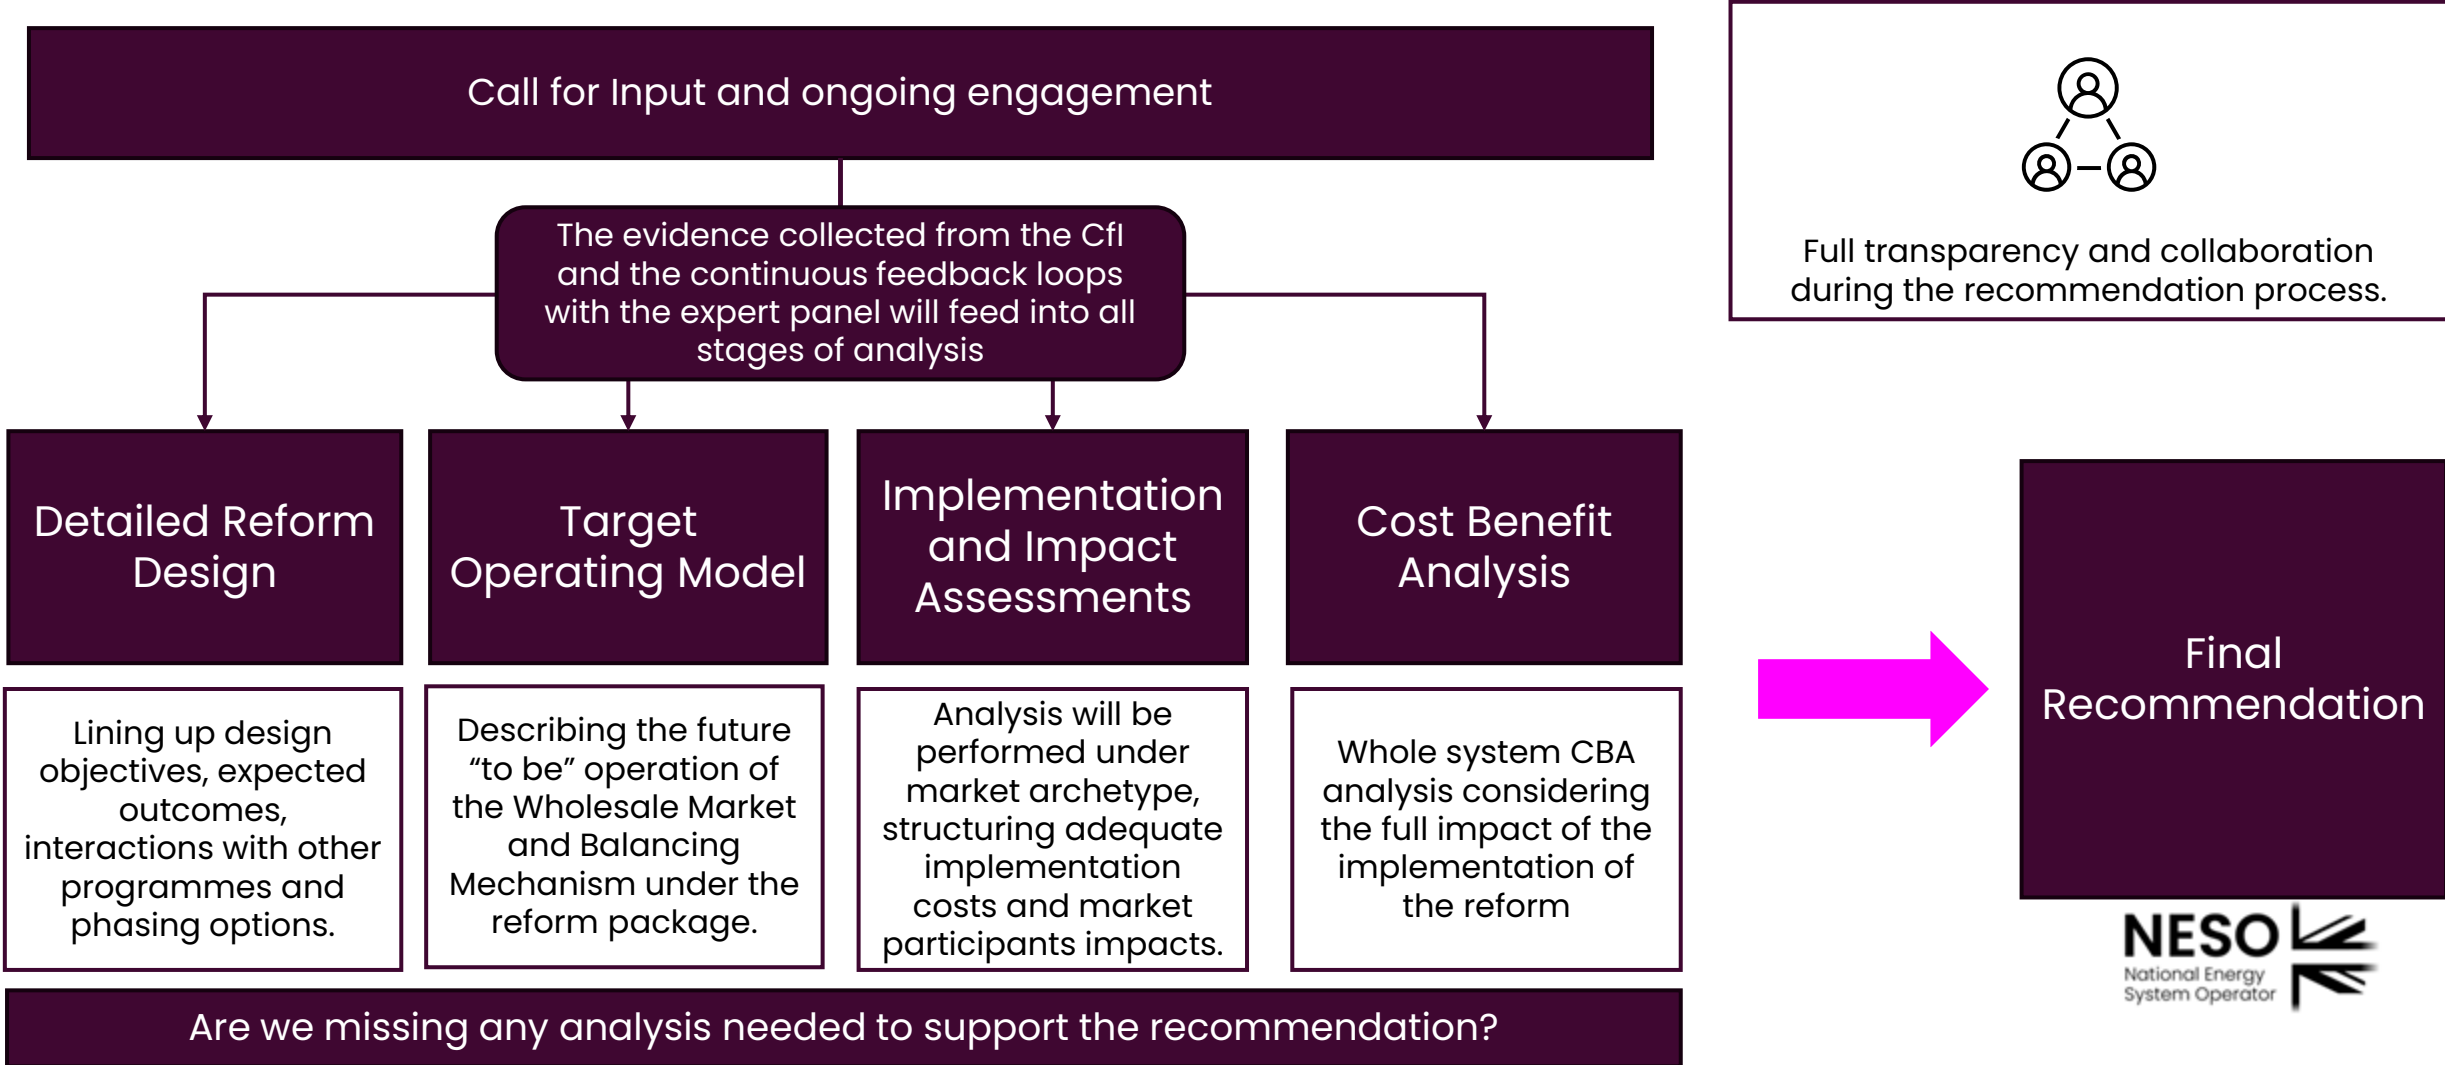 Call for Input and ongoing engagement
Full transparency and collaboration
during the recommendation process.
The evidence collected from the CfI
and the continuous feedback loops
with the expert panel will feed into all
stages of analysis
Detailed Reform
Design
Target
Operating Model
Implementation
and Impact
Assessments
Cost Benefit
Analysis
Lining up design
objectives, expected
outcomes,
interactions with other
programmes and
phasing options.
Describing the future
“to be” operation of
the Wholesale Market
and Balancing
Mechanism under the
reform package.
Analysis will be
performed under
market archetype,
structuring adequate
implementation
costs and market
participants impacts.
Whole system CBA
analysis considering
the full impact of the
implementation of
the reform
Final
Recommendation
Are we missing any analysis needed to support the recommendation?
NESO
National Energy
System Operator